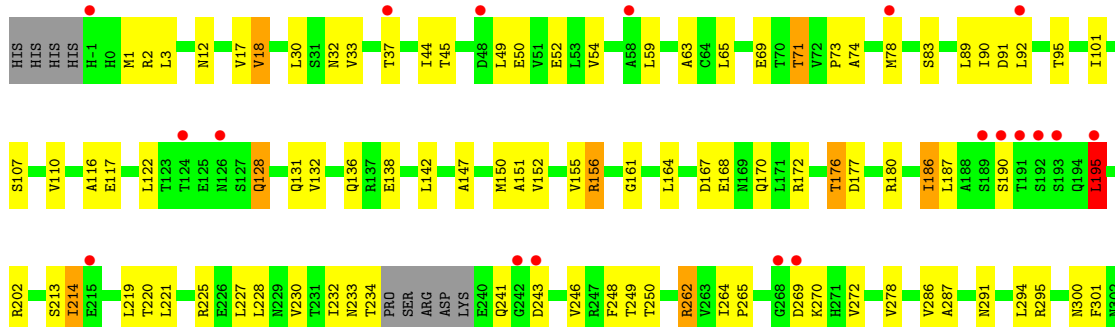 HIS HIS HIS HIS H-1 H0 M1 R2 L3 N12 V17 V18 L30 S31 N32 V33 T37 I44 T45 D48 L49 E50 V51 E52 L53 V54 A58 L59 A63 C64 L65 E69 T70 T71 V72 P73 A74 M78 S83 L89 I90 D91 L92 T95 I101
S107 V110 A116 E117 L122 T123 T124 E125 N126 S127 Q128 Q131 V132 Q136 R137 E138 L142 A147 M150 A151 V152 V155 R156 G161 L164 D167 E168 N169 Q170 L171 R172 T176 D177 R180 I186 L187 A188 S189 S190 T191 S192 S193 Q194 L195
R202 S213 I214 E215 L219 T220 L221 R225 E226 L227 L228 N229 V230 T231 I232 N233 T234 PRO SER ARG ASP LYS E240 Q241 G242 D243 V246 R247 F248 T249 T250 R262 V263 I264 P265 G268 D269 K270 H271 V272 V278 V286 A287 N291 L294 R295 N300 F301